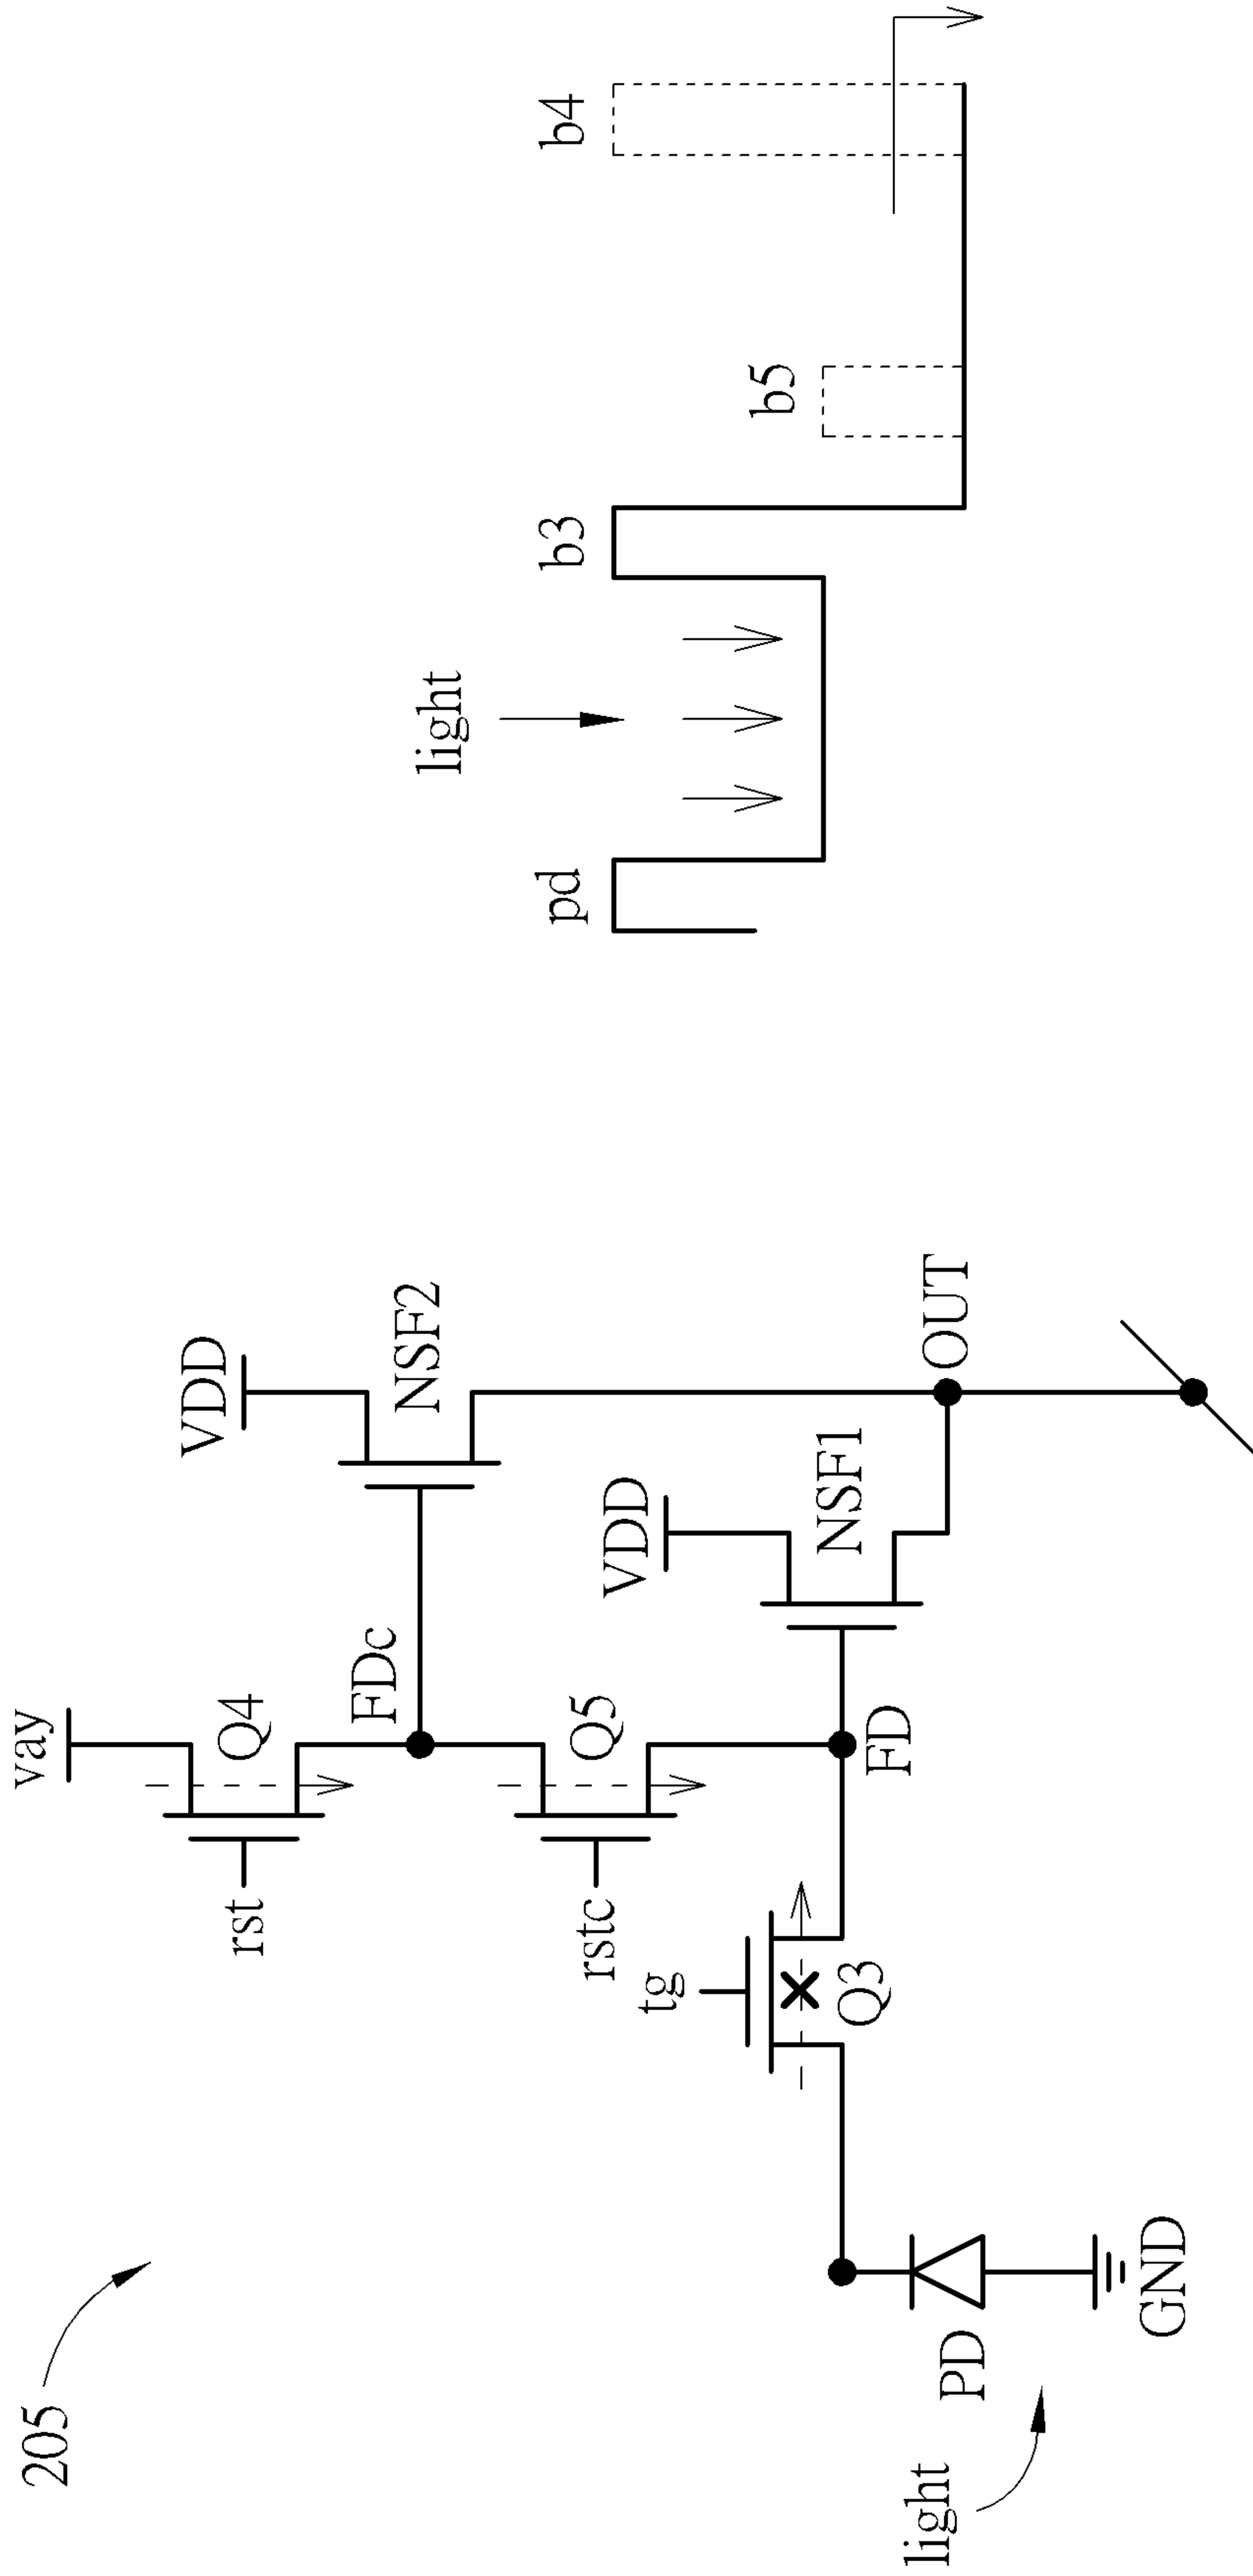 205
vay
rst
Q4
FDc
VDD
NSF2
rstc
Q5
tg
Q3
FD
VDD
NSF1
OUT
PD
light
GND
light
pd
b3
b5
b4